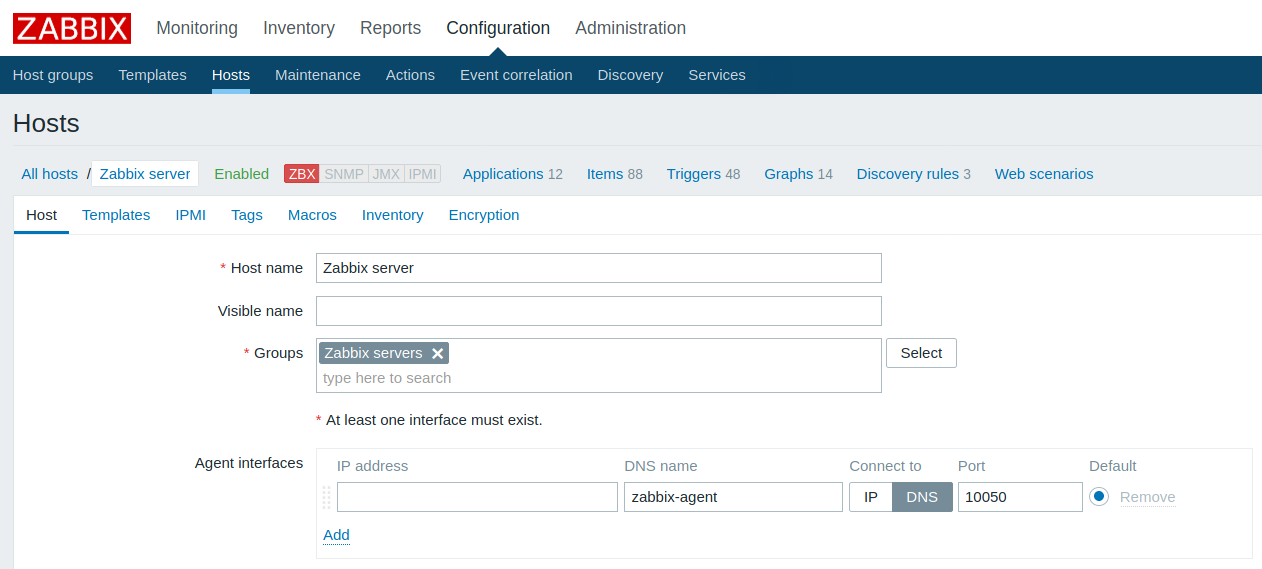 ZABBIX Monitoring Inventory Reports Configuration Administration
Host groups Templates Hosts Maintenance Actions Event correlation Discovery Services
Hosts
All hosts / Zabbix server Enabled ZBX SNMP JMX IPMI Applications 12 Items 88 Triggers 48 Graphs 14 Discovery rules 3 Web scenarios
Host Templates IPMI Tags Macros Inventory Encryption
* Host name Zabbix server
Visible name
* Groups Zabbix servers ✕ Select
type here to search
* At least one interface must exist.
Agent interfaces IP address DNS name Connect to Port Default
zabbix-agent IP DNS 10050 Remove
Add